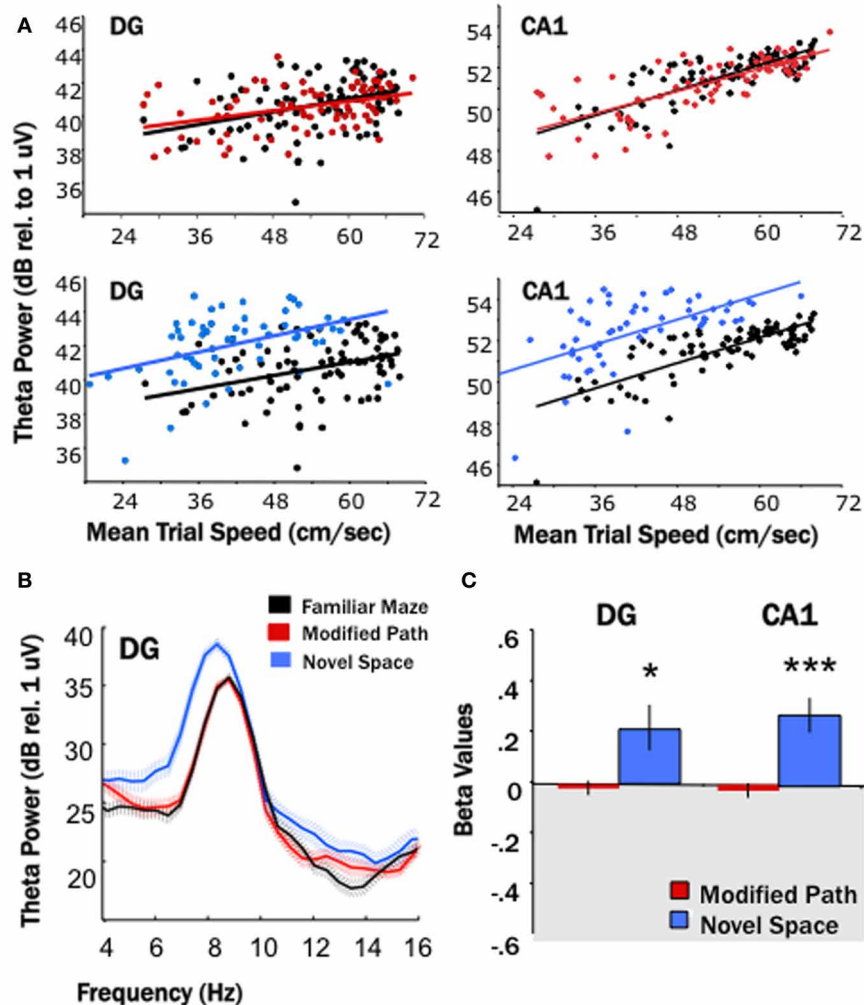 A
DG
CA1
46
44
42
40
38
36
24 36 48 60 72
54
52
50
48
46
24 36 48 60 72
DG
CA1
46
44
42
40
38
36
24 36 48 60 72
54
52
50
48
46
24 36 48 60 72
Theta Power (dB rel. to 1 uV)
Mean Trial Speed (cm/sec)
Mean Trial Speed (cm/sec)
B
DG
Familiar Maze
Modified Path
Novel Space
40
35
30
25
20
4 6 8 10 12 14 16
Theta Power (dB rel. 1 uV)
Frequency (Hz)
C
DG CA1
.6
.4
.2
0
-.2
-.4
-.6
* ***
Beta Values
Modified Path
Novel Space